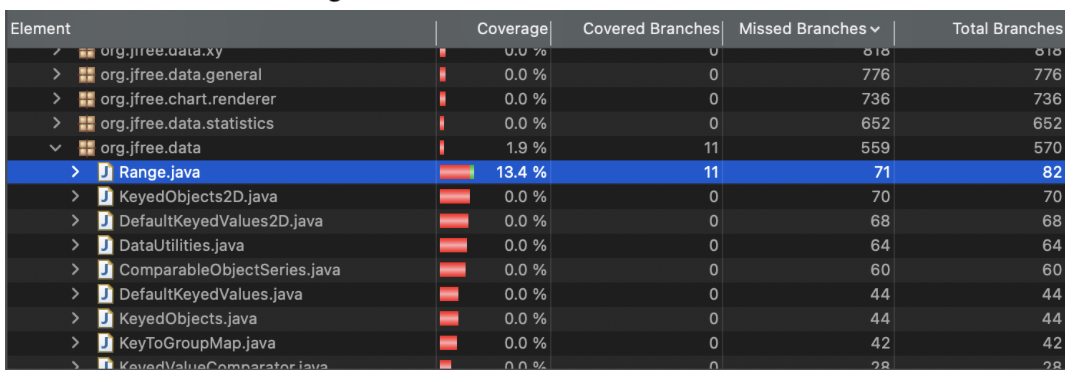 Element Coverage Covered Branches Missed Branches Total Branches
org.jfree.data.xy 0.0 % 0 818 818
org.jfree.data.general 0.0 % 0 776 776
org.jfree.chart.renderer 0.0 % 0 736 736
org.jfree.data.statistics 0.0 % 0 652 652
org.jfree.data 1.9 % 11 559 570
Range.java 13.4 % 11 71 82
KeyedObjects2D.java 0.0 % 0 70 70
DefaultKeyedValues2D.java 0.0 % 0 68 68
DataUtilities.java 0.0 % 0 64 64
ComparableObjectSeries.java 0.0 % 0 60 60
DefaultKeyedValues.java 0.0 % 0 44 44
KeyedObjects.java 0.0 % 0 44 44
KeyToGroupMap.java 0.0 % 0 42 42
KeyedValueComparator.java 0.0 % 0 28 28